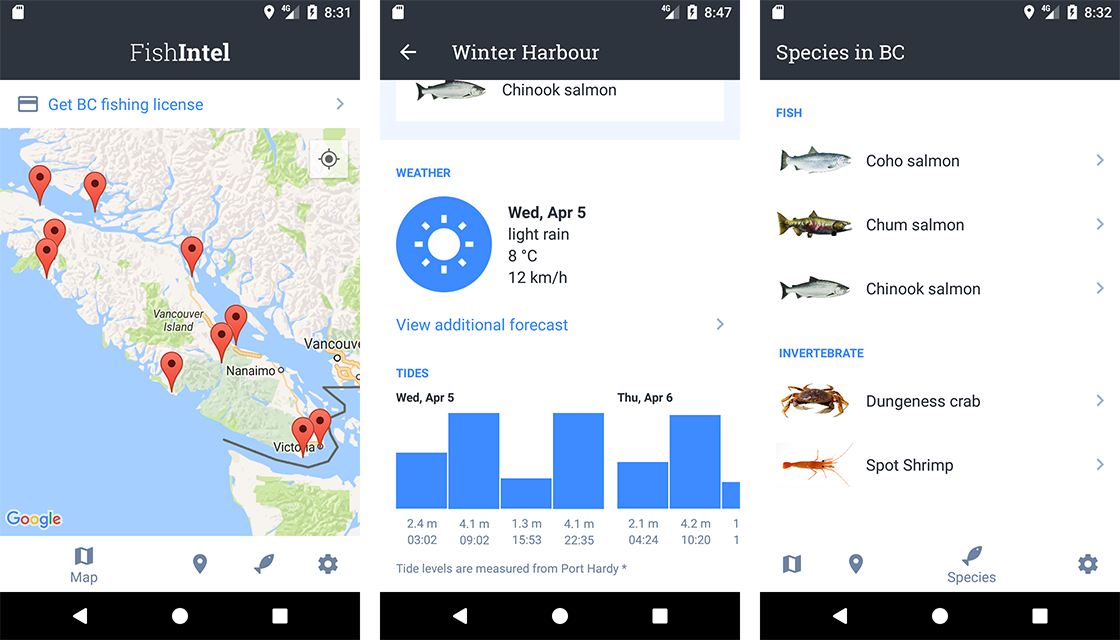 4G 8:31
FishIntel
Get BC fishing license
Vancouver
Island
Vancouve
Nanaimo
Victoria
Google
Map
4G 8:47
Winter Harbour
Chinook salmon
WEATHER
Wed, Apr 5
light rain
8 °C
12 km/h
View additional forecast
TIDES
Wed, Apr 5 Thu, Apr 6
2.4 m 4.1 m 1.3 m 4.1 m 2.1 m 4.2 m 1
03:02 09:02 15:53 22:35 04:24 10:20 1
Tide levels are measured from Port Hardy *
4G 8:32
Species in BC
FISH
Coho salmon
Chum salmon
Chinook salmon
INVERTEBRATE
Dungeness crab
Spot Shrimp
Species